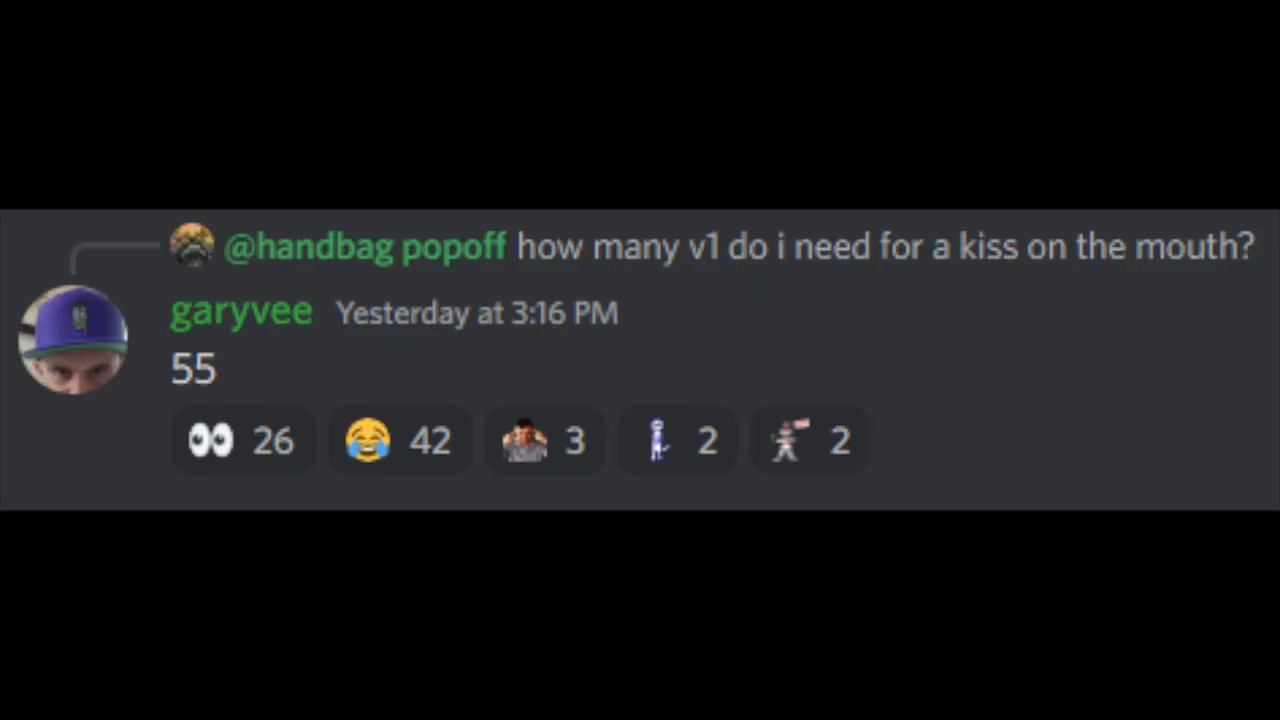 @handbag popoff how many v1 do i need for a kiss on the mouth?
garyvee Yesterday at 3:16 PM
55
26 42 3 2 2